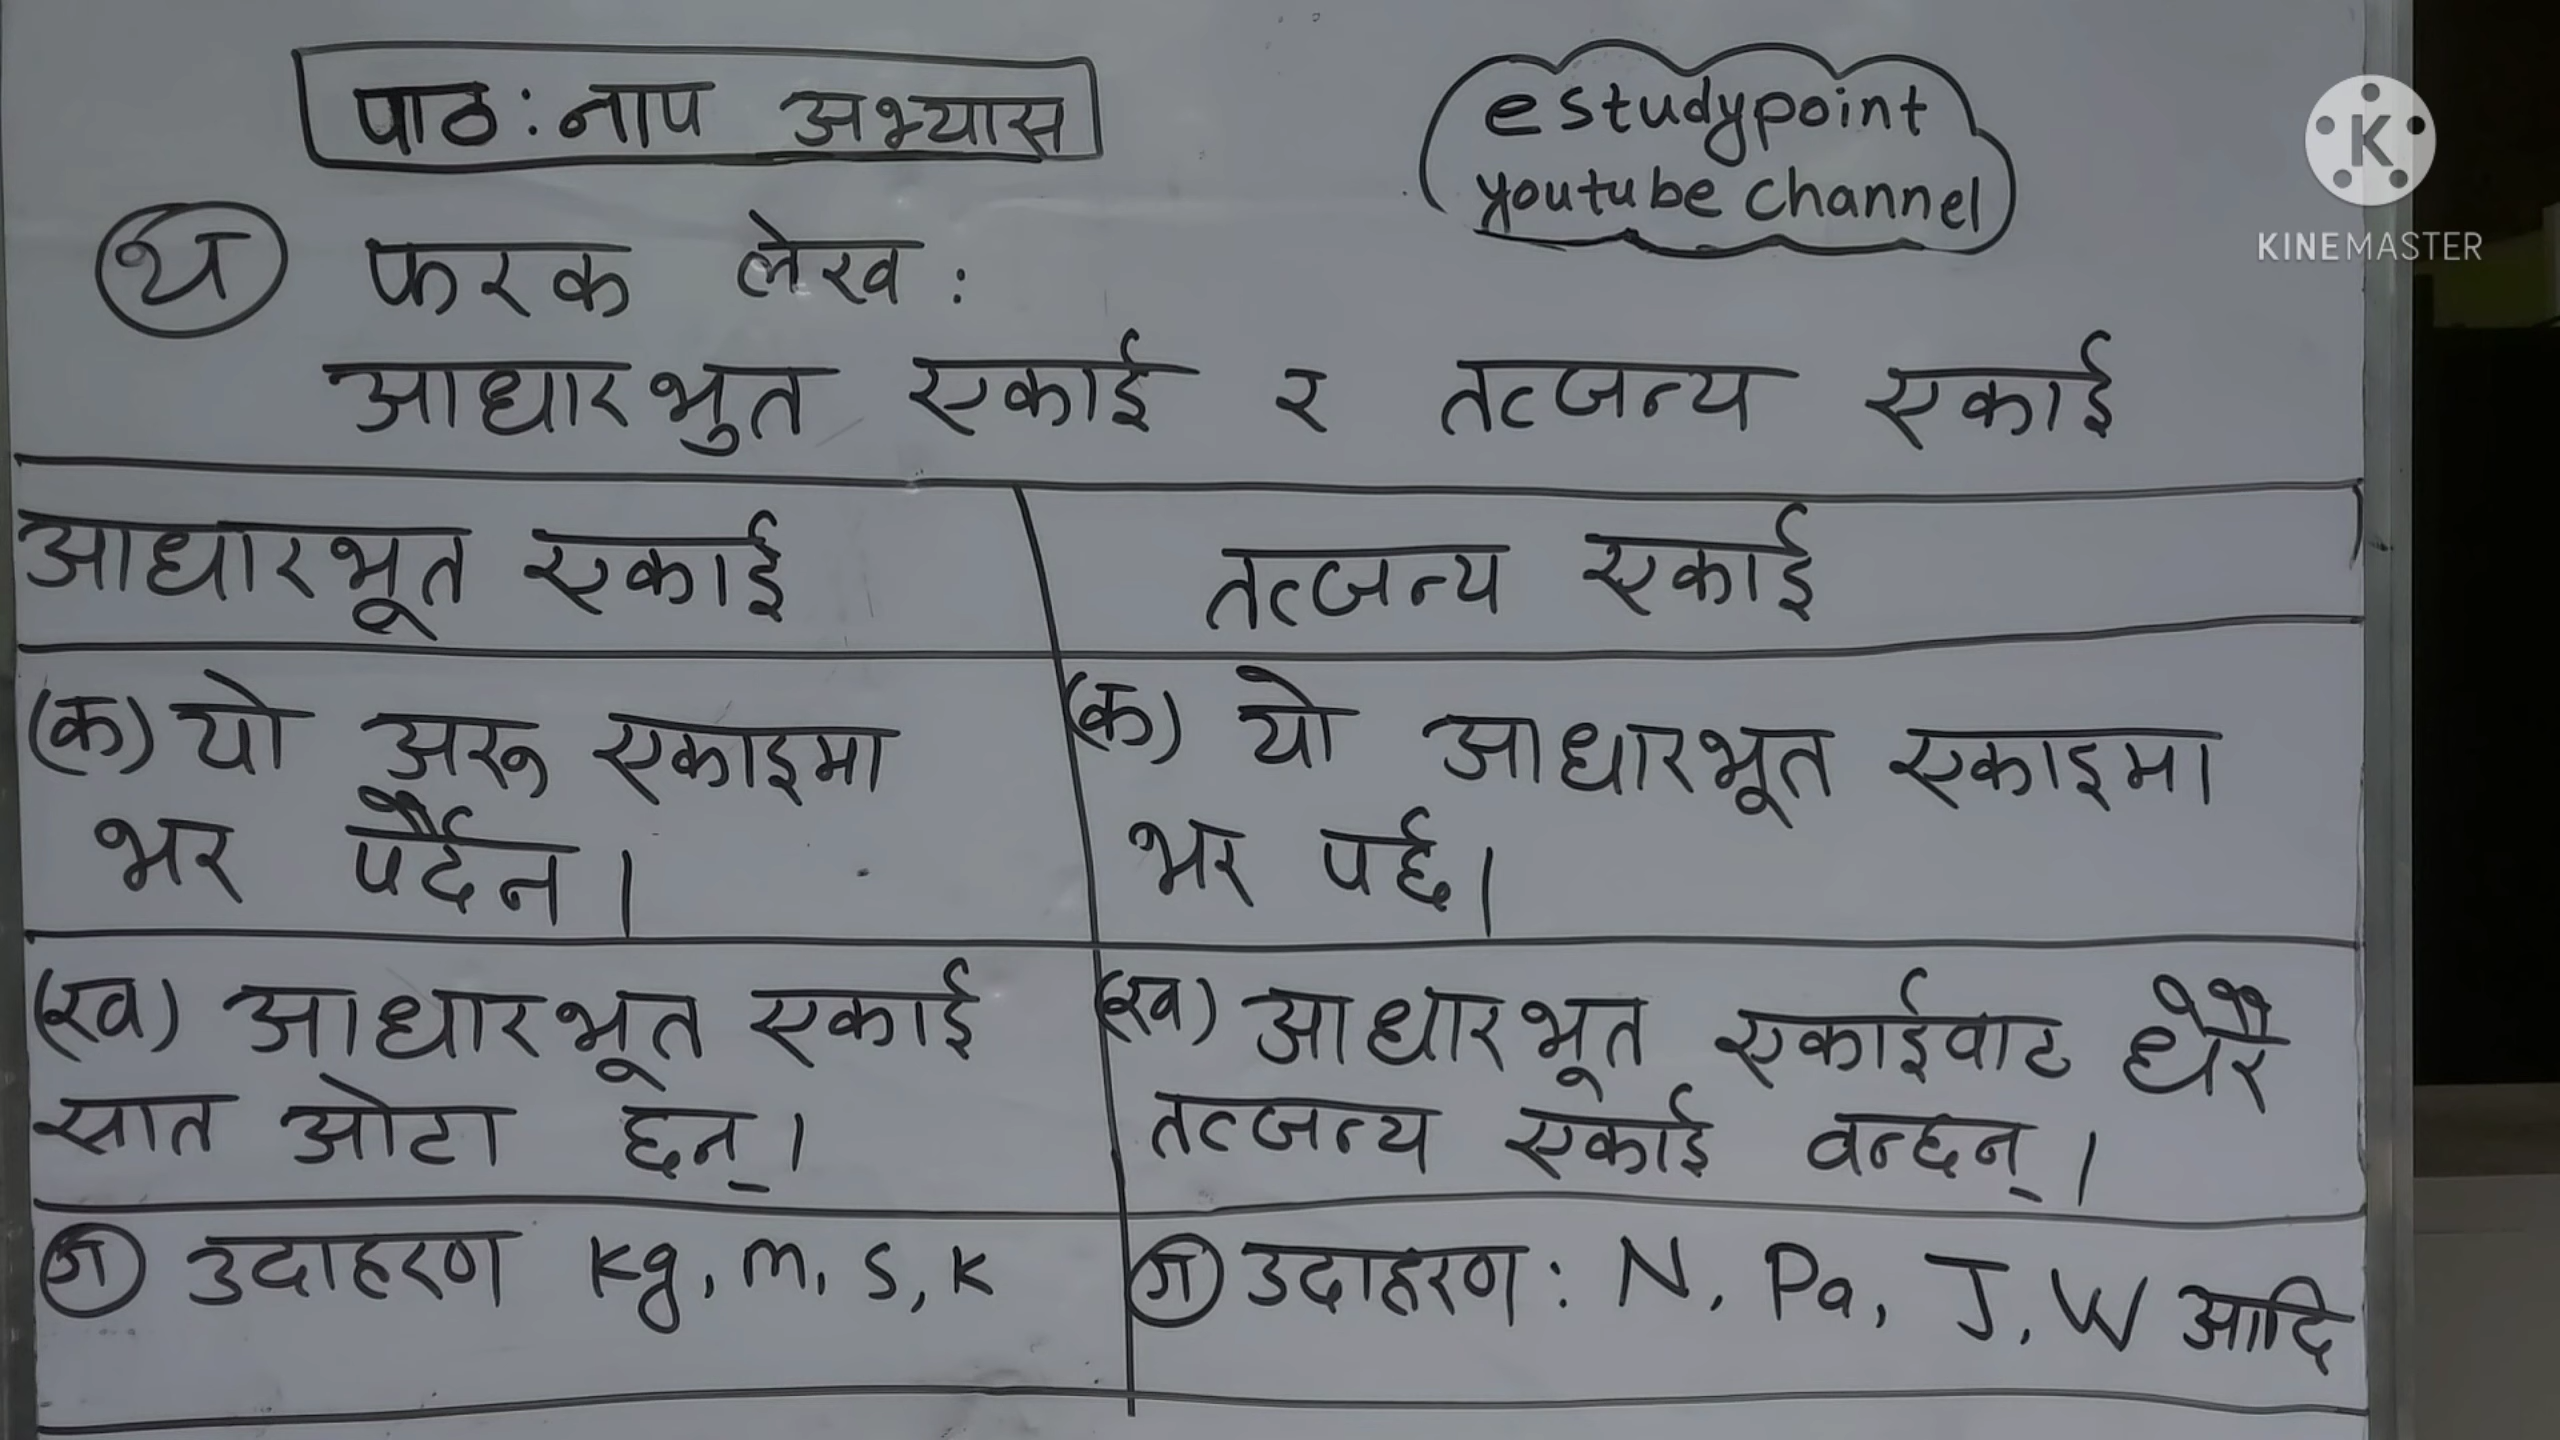 पाठ: नाप अभ्यास
estudypoint
youtube channel
K
KINEMASTER
थ फरक लेख :
आधारभुत एकाई र तत्जन्य एकाई
आधारभूत एकाई
तत्जन्य एकाई
(क) यो अरू एकाइमा
भर पर्दैन ।
(क) यो आधारभूत एकाइमा
भर पर्छ ।
(ख) आधारभूत एकाई
सात ओटा छन् ।
(ख) आधारभूत एकाईवाट धेरै
तत्जन्य एकाई वन्छन् ।
ग उदाहरण kg, m, s, K
ग उदाहरण : N, Pa, J, W आदि